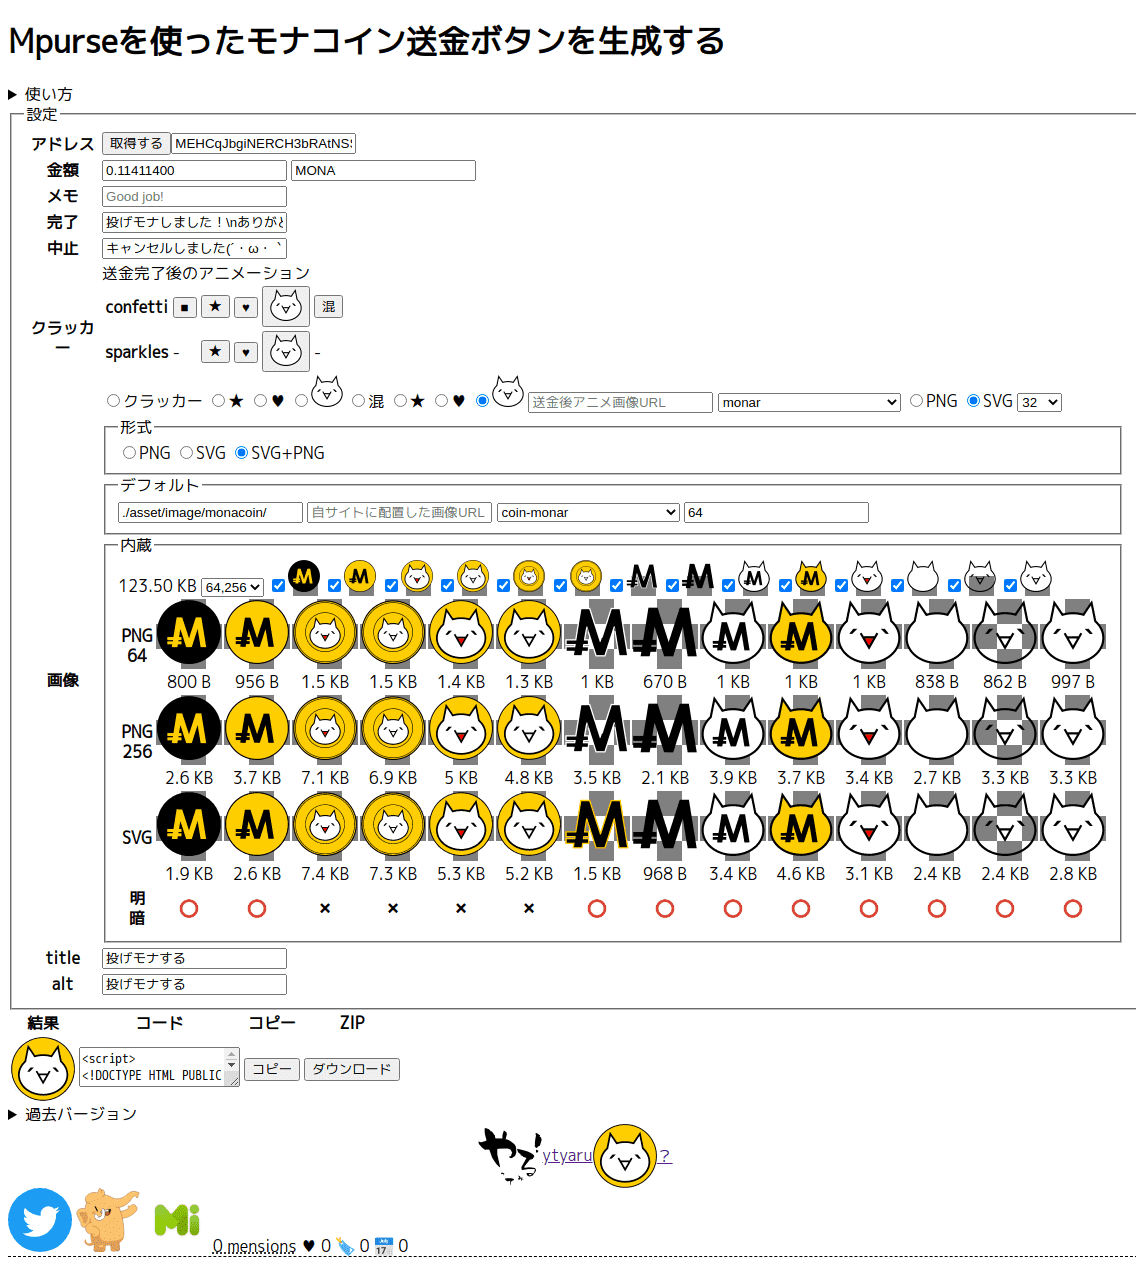 Mpurseを使ったモナコイン送金ボタンを生成する
▶ 使い方
設定
アドレス 取得する MEHCqJbgiNERCH3bRAtNS
金額 0.11411400 MONA
メモ Good job!
完了 投げモナしました！\nありがと
中止 キャンセルしました(´・ω・｀
クラッカー 送金完了後のアニメーション
confetti ■ ★ ♥ 混
sparkles - ★ ♥ -
クラッカー ★ ♥ 混 ★ ♥ 送金後アニメ画像URL monar PNG SVG 32
画像
形式
PNG SVG SVG+PNG
デフォルト
./asset/image/monacoin/ 自サイトに配置した画像URL coin-monar 64
内蔵
123.50 KB 64,256
PNG 64
800 B 956 B 1.5 KB 1.5 KB 1.4 KB 1.3 KB 1 KB 670 B 1 KB 1 KB 1 KB 838 B 862 B 997 B
PNG 256
2.6 KB 3.7 KB 7.1 KB 6.9 KB 5 KB 4.8 KB 3.5 KB 2.1 KB 3.9 KB 3.7 KB 3.4 KB 2.7 KB 3.3 KB 3.3 KB
SVG
1.9 KB 2.6 KB 7.4 KB 7.3 KB 5.3 KB 5.2 KB 1.5 KB 968 B 3.4 KB 4.6 KB 3.1 KB 2.4 KB 2.4 KB 2.8 KB
明暗 ⭕ ⭕ × × × × ⭕ ⭕ ⭕ ⭕ ⭕ ⭕ ⭕ ⭕
title 投げモナする
alt 投げモナする
結果 コード コピー ZIP
<script>
<!DOCTYPE HTML PUBLIC
コピー ダウンロード
▶ 過去バージョン
やる ytyaru ？
Mi 0 mensions ♥ 0 0 17 0